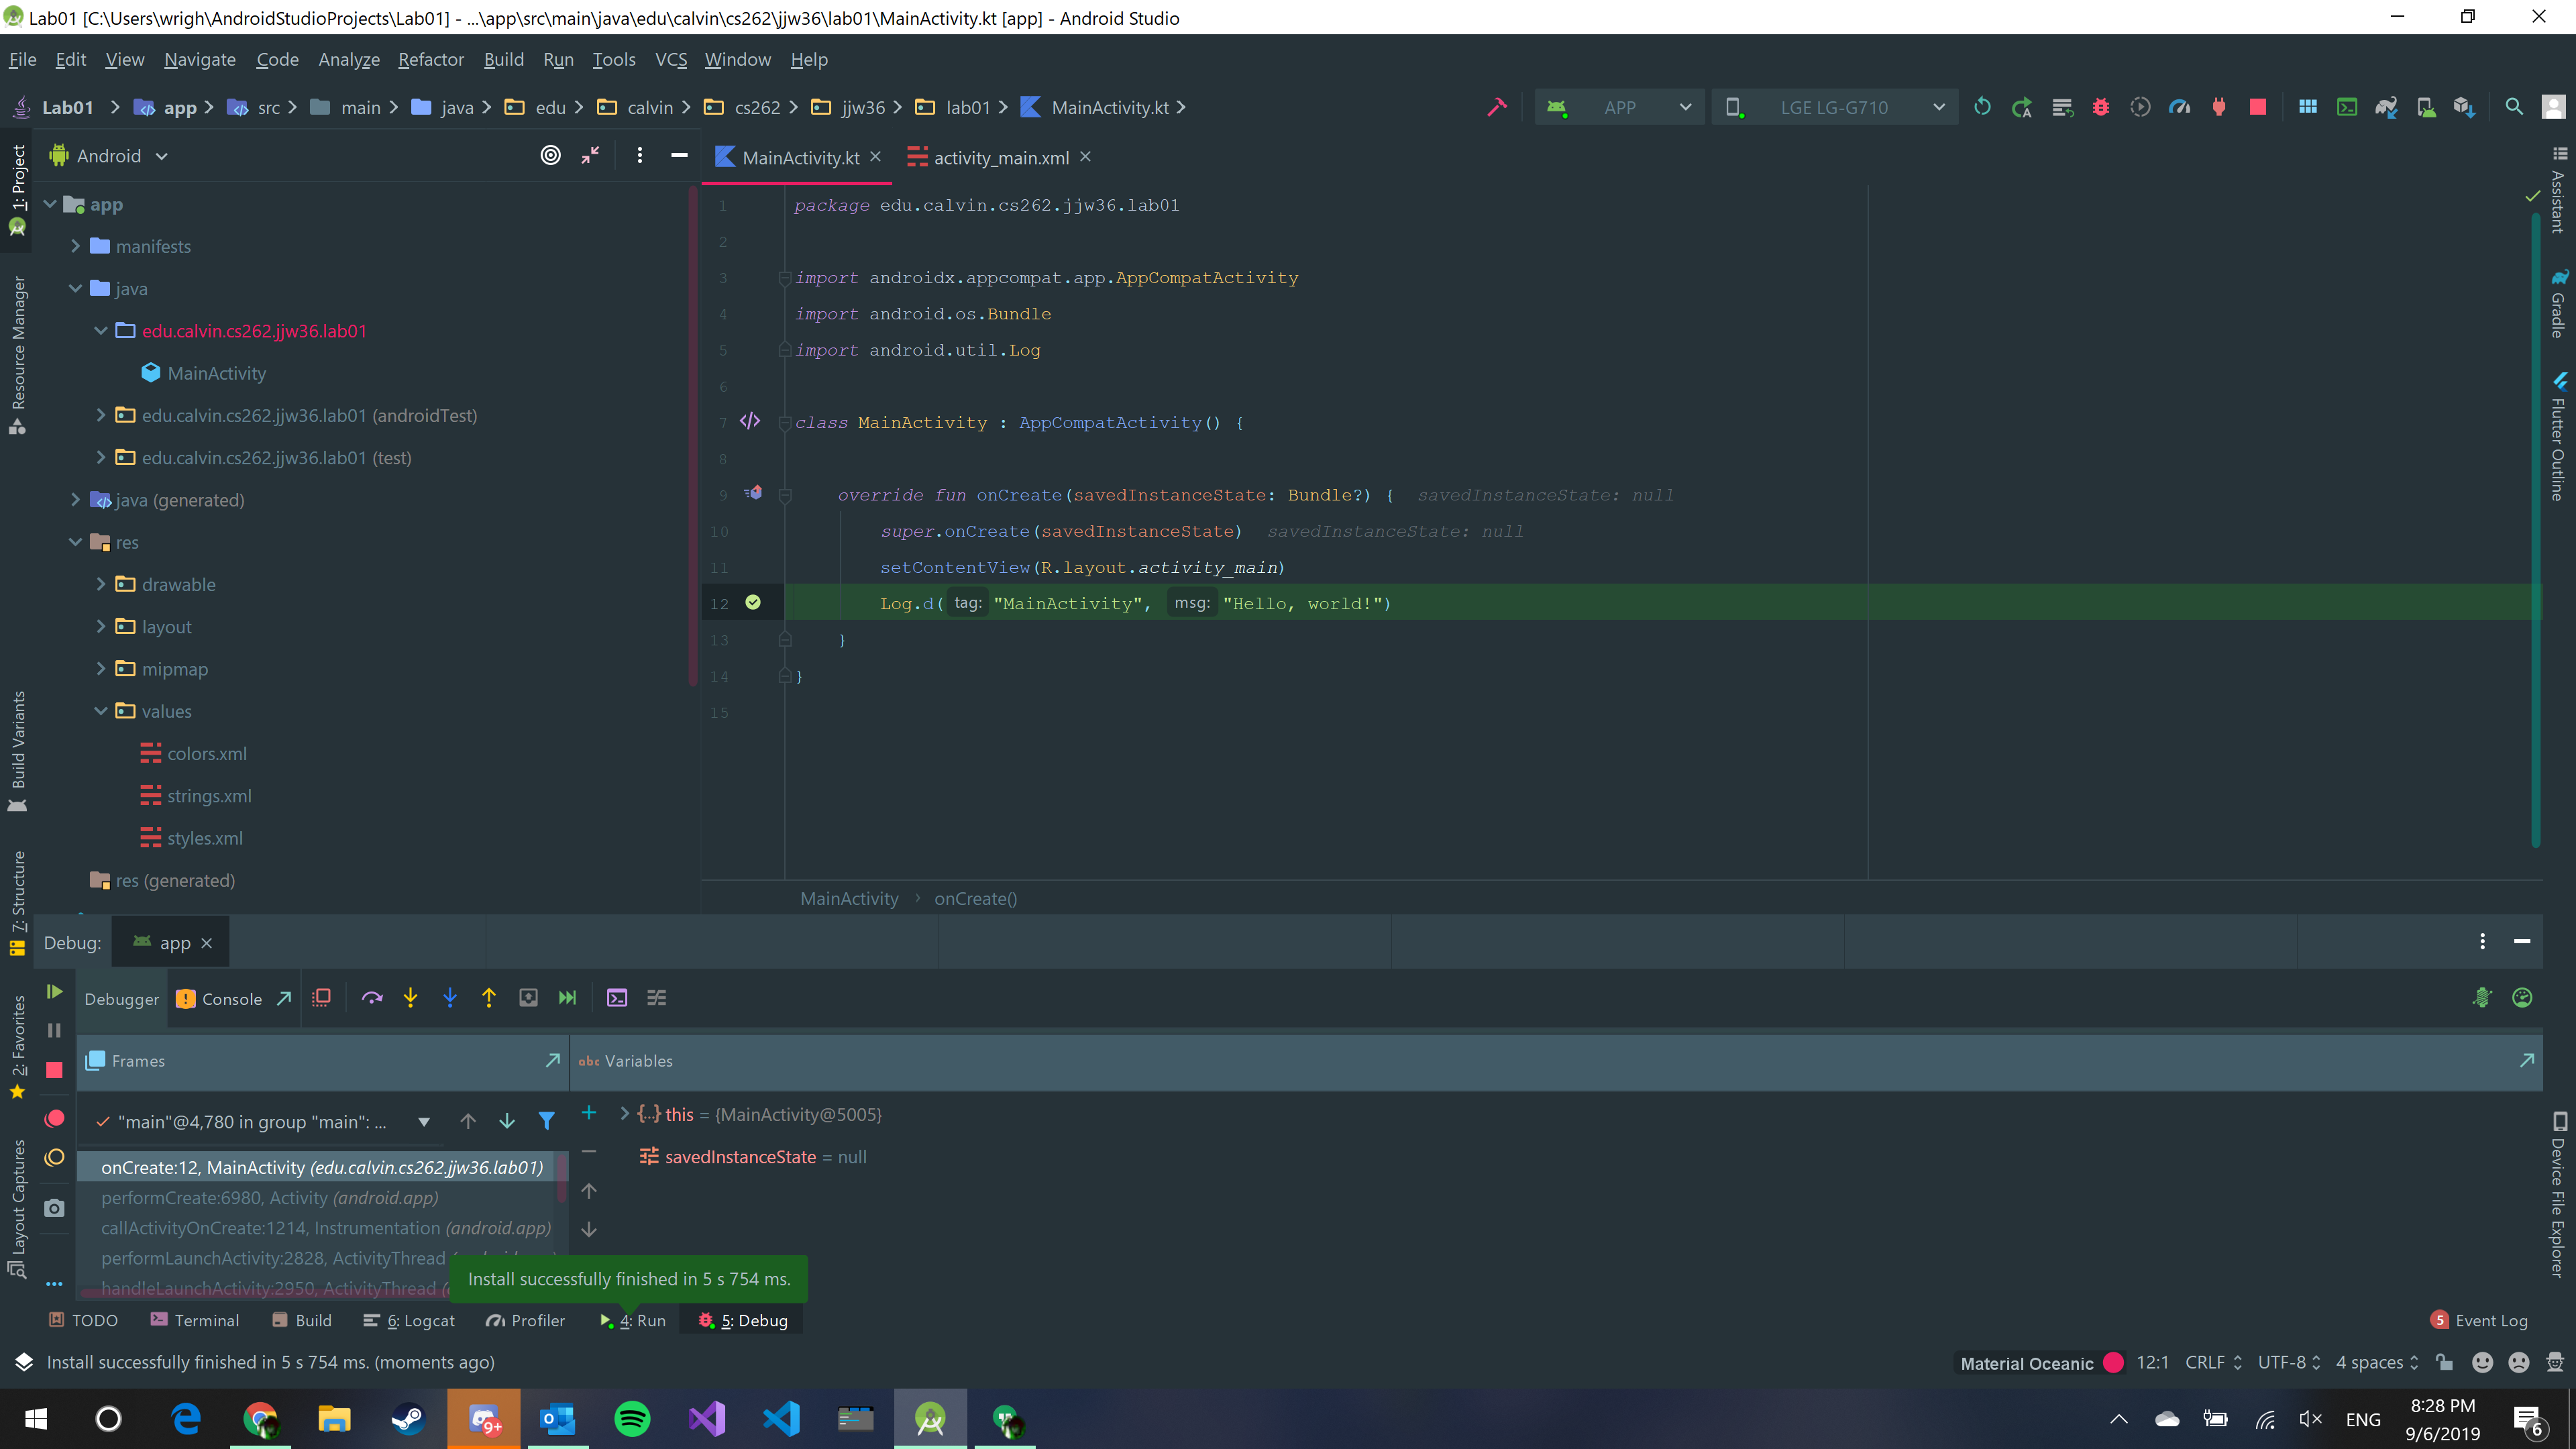 Lab01 [C:\Users\wrigh\AndroidStudioProjects\Lab01] - ...\app\src\main\java\edu\calvin\cs262\jjw36\lab01\MainActivity.kt [app] - Android Studio
File Edit View Navigate Code Analyze Refactor Build Run Tools VCS Window Help
Lab01 app src main java edu calvin cs262 jjw36 lab01 MainActivity.kt APP LGE LG-G710
Android
MainActivity.kt activity_main.xml
1: Project
Resource Manager
Build Variants
7: Structure
2: Favorites
Layout Captures
app
manifests
java
edu.calvin.cs262.jjw36.lab01
MainActivity
edu.calvin.cs262.jjw36.lab01 (androidTest)
edu.calvin.cs262.jjw36.lab01 (test)
java (generated)
res
drawable
layout
mipmap
values
colors.xml
strings.xml
styles.xml
res (generated)
1 package edu.calvin.cs262.jjw36.lab01
2
3 import androidx.appcompat.app.AppCompatActivity
4 import android.os.Bundle
5 import android.util.Log
6
7 class MainActivity : AppCompatActivity() {
8
9 override fun onCreate(savedInstanceState: Bundle?) { savedInstanceState: null
10 super.onCreate(savedInstanceState) savedInstanceState: null
11 setContentView(R.layout.activity_main)
12 Log.d( tag: "MainActivity", msg: "Hello, world!")
13 }
14 }
15
MainActivity › onCreate()
Assistant
Gradle
Flutter Outline
Device File Explorer
Debug: app
Debugger Console
Frames
abc Variables
"main"@4,780 in group "main": ...
onCreate:12, MainActivity (edu.calvin.cs262.jjw36.lab01)
performCreate:6980, Activity (android.app)
callActivityOnCreate:1214, Instrumentation (android.app)
performLaunchActivity:2828, ActivityThread
handleLaunchActivity:2950, ActivityThread
{...} this = {MainActivity@5005}
savedInstanceState = null
Install successfully finished in 5 s 754 ms.
TODO Terminal Build 6: Logcat Profiler 4: Run 5: Debug 5 Event Log
Install successfully finished in 5 s 754 ms. (moments ago) Material Oceanic 12:1 CRLF UTF-8 4 spaces
9+
ENG
8:28 PM
9/6/2019
6